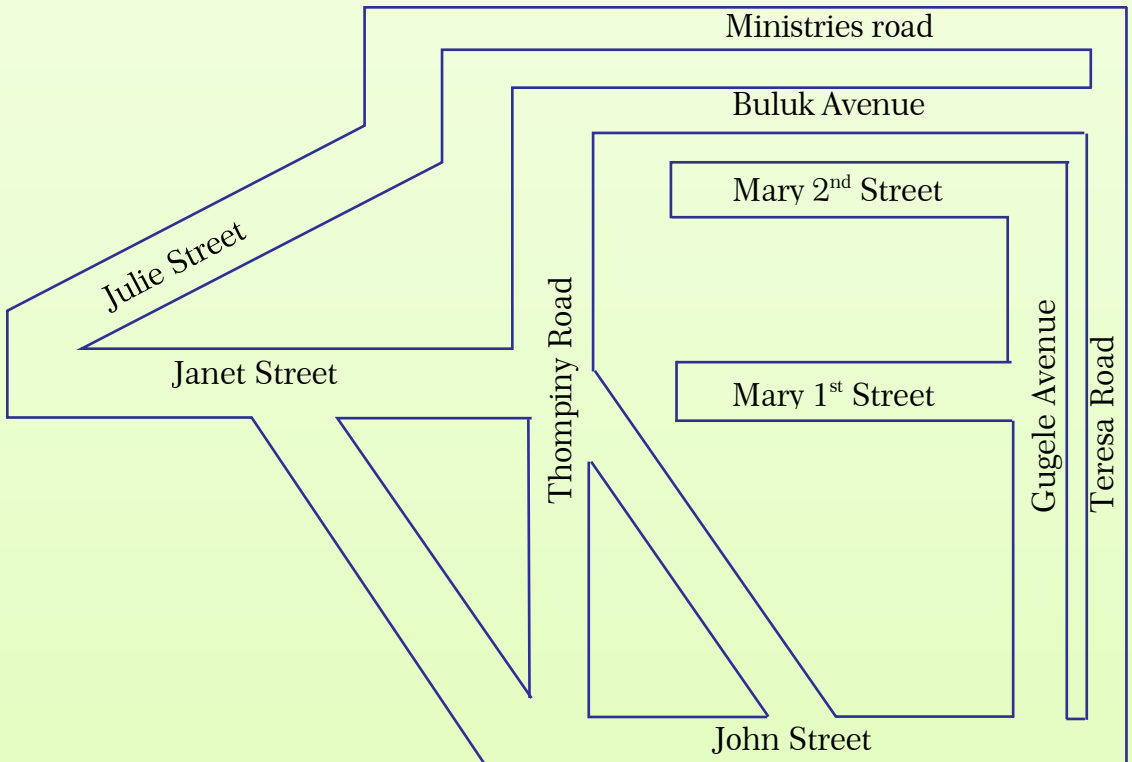 Ministries road
Buluk Avenue
Mary 2nd Street
Julie Street
Janet Street
Thompiny Road
Mary 1st Street
Gugele Avenue
Teresa Road
John Street